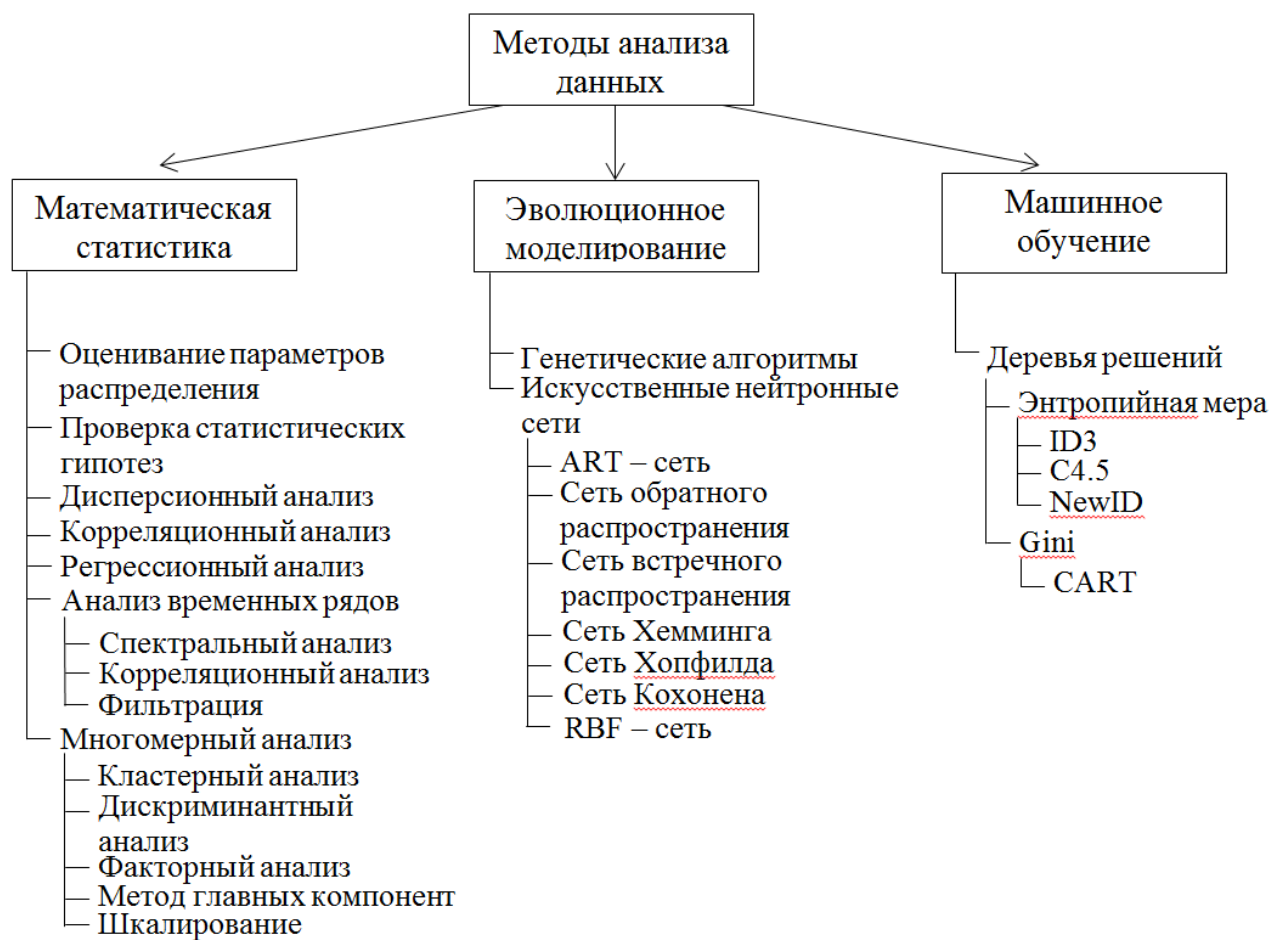 Методы анализа
данных
Математическая
статистика
Оценивание параметров
распределения
Проверка статистических
гипотез
Дисперсионный анализ
Корреляционный анализ
Регрессионный анализ
Анализ временных рядов
Спектральный анализ
Корреляционный анализ
Фильтрация
Многомерный анализ
Кластерный анализ
Дискриминантный
анализ
Факторный анализ
Метод главных компонент
Шкалирование
Эволюционное
моделирование
Генетические алгоритмы
Искусственные нейтронные
сети
ART – сеть
Сеть обратного
распространения
Сеть встречного
распространения
Сеть Хемминга
Сеть Хопфилда
Сеть Кохонена
RBF – сеть
Машинное
обучение
Деревья решений
Энтропийная мера
ID3
C4.5
NewID
Gini
CART